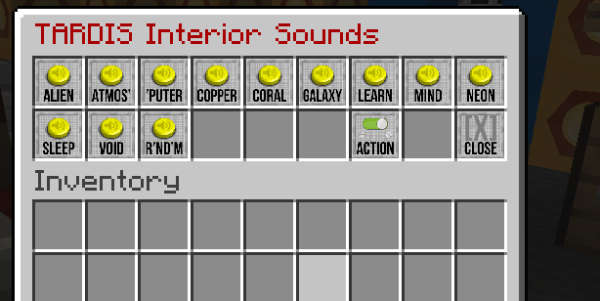 TARDIS Interior Sounds
ALIEN ATMOS' 'PUTER COPPER CORAL GALAXY LEARN MIND NEON
SLEEP VOID R'ND'M ACTION CLOSE
Inventory